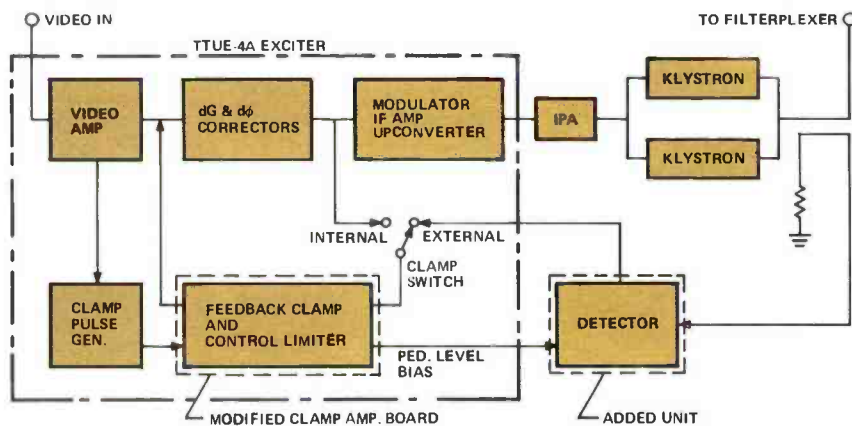 VIDEO IN
TO FILTERPLEXER
TTUE-4A EXCITER
VIDEO
AMP
dG & dϕ
CORRECTORS
MODULATOR
IF AMP
UPCONVERTER
IPA
KLYSTRON
KLYSTRON
INTERNAL
EXTERNAL
CLAMP
SWITCH
CLAMP
PULSE
GEN.
FEEDBACK CLAMP
AND
CONTROL LIMITER
PED. LEVEL
BIAS
DETECTOR
MODIFIED CLAMP AMP. BOARD
ADDED UNIT